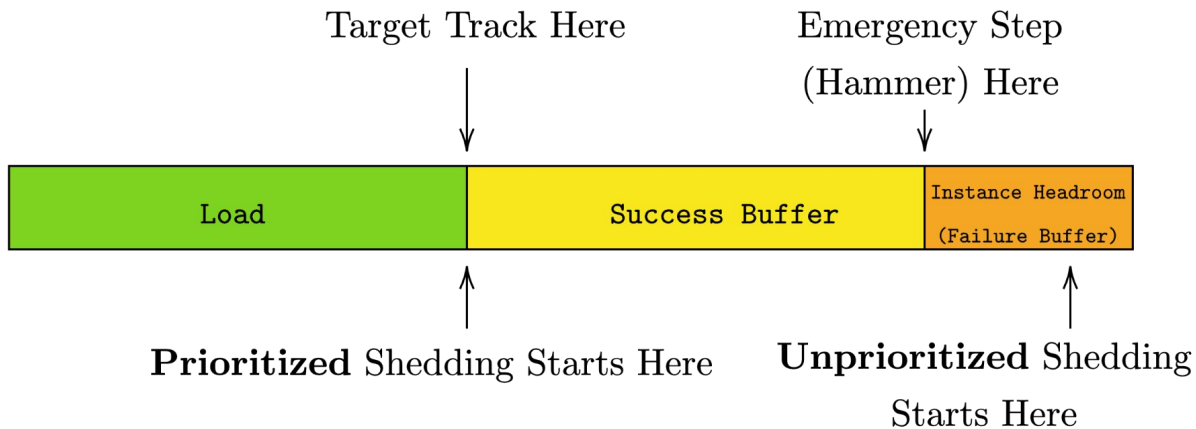 Target Track Here
Emergency Step
(Hammer) Here
Load
Success Buffer
Instance Headroom
(Failure Buffer)
Prioritized Shedding Starts Here
Unprioritized Shedding
Starts Here